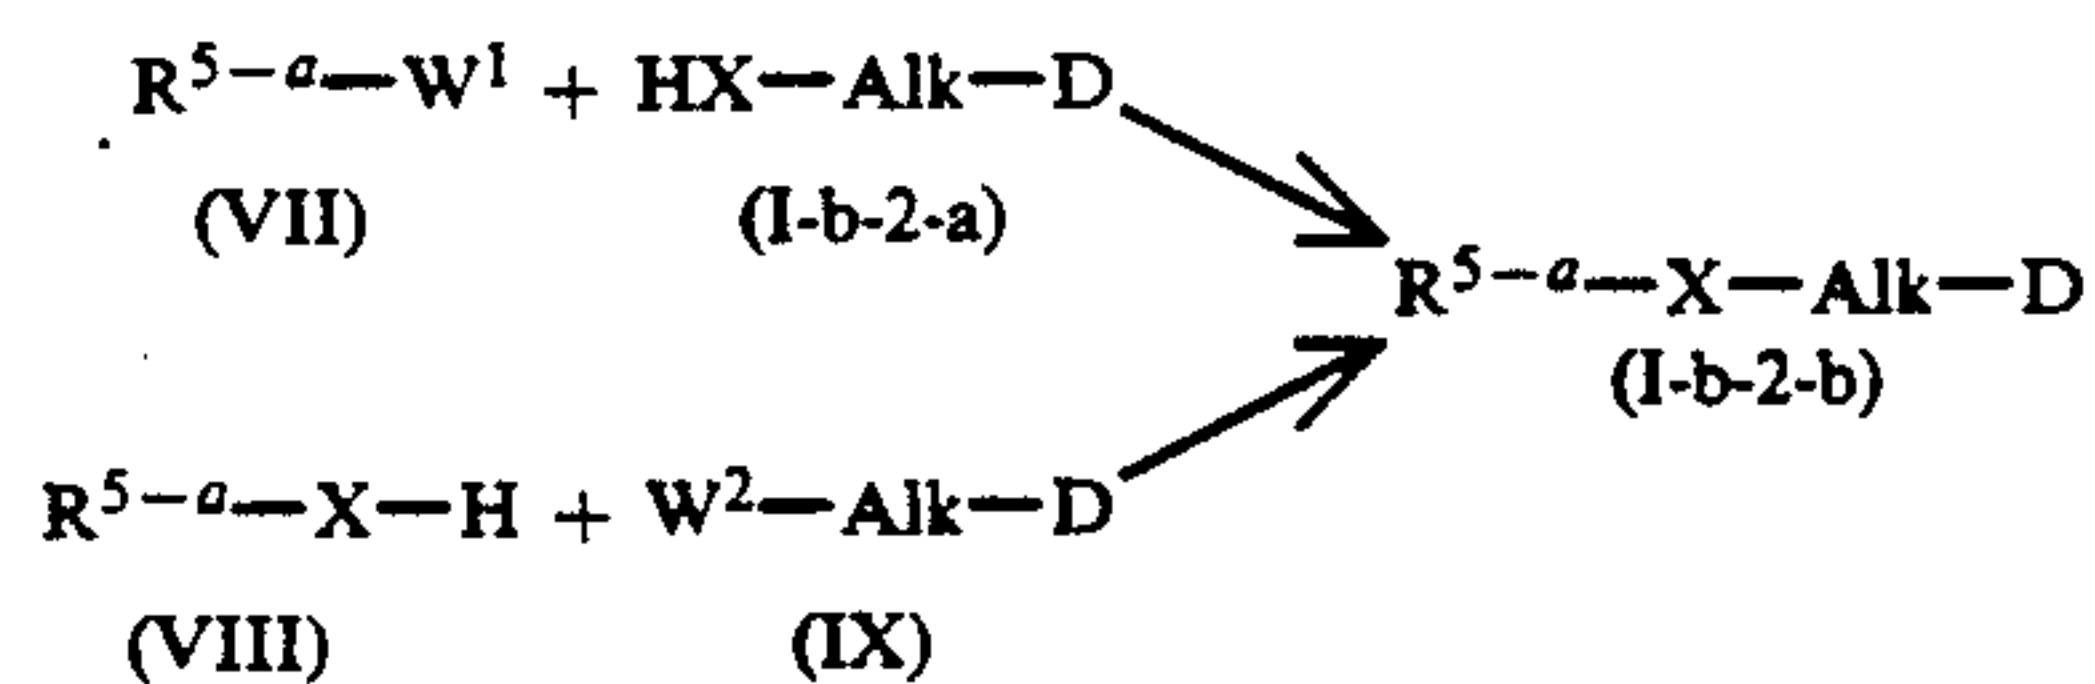 R⁵⁻ᵃ—W¹ + HX—Alk—D
(VII) (I-b-2-a)
R⁵⁻ᵃ—X—Alk—D
(I-b-2-b)
R⁵⁻ᵃ—X—H + W²—Alk—D
(VIII) (IX)